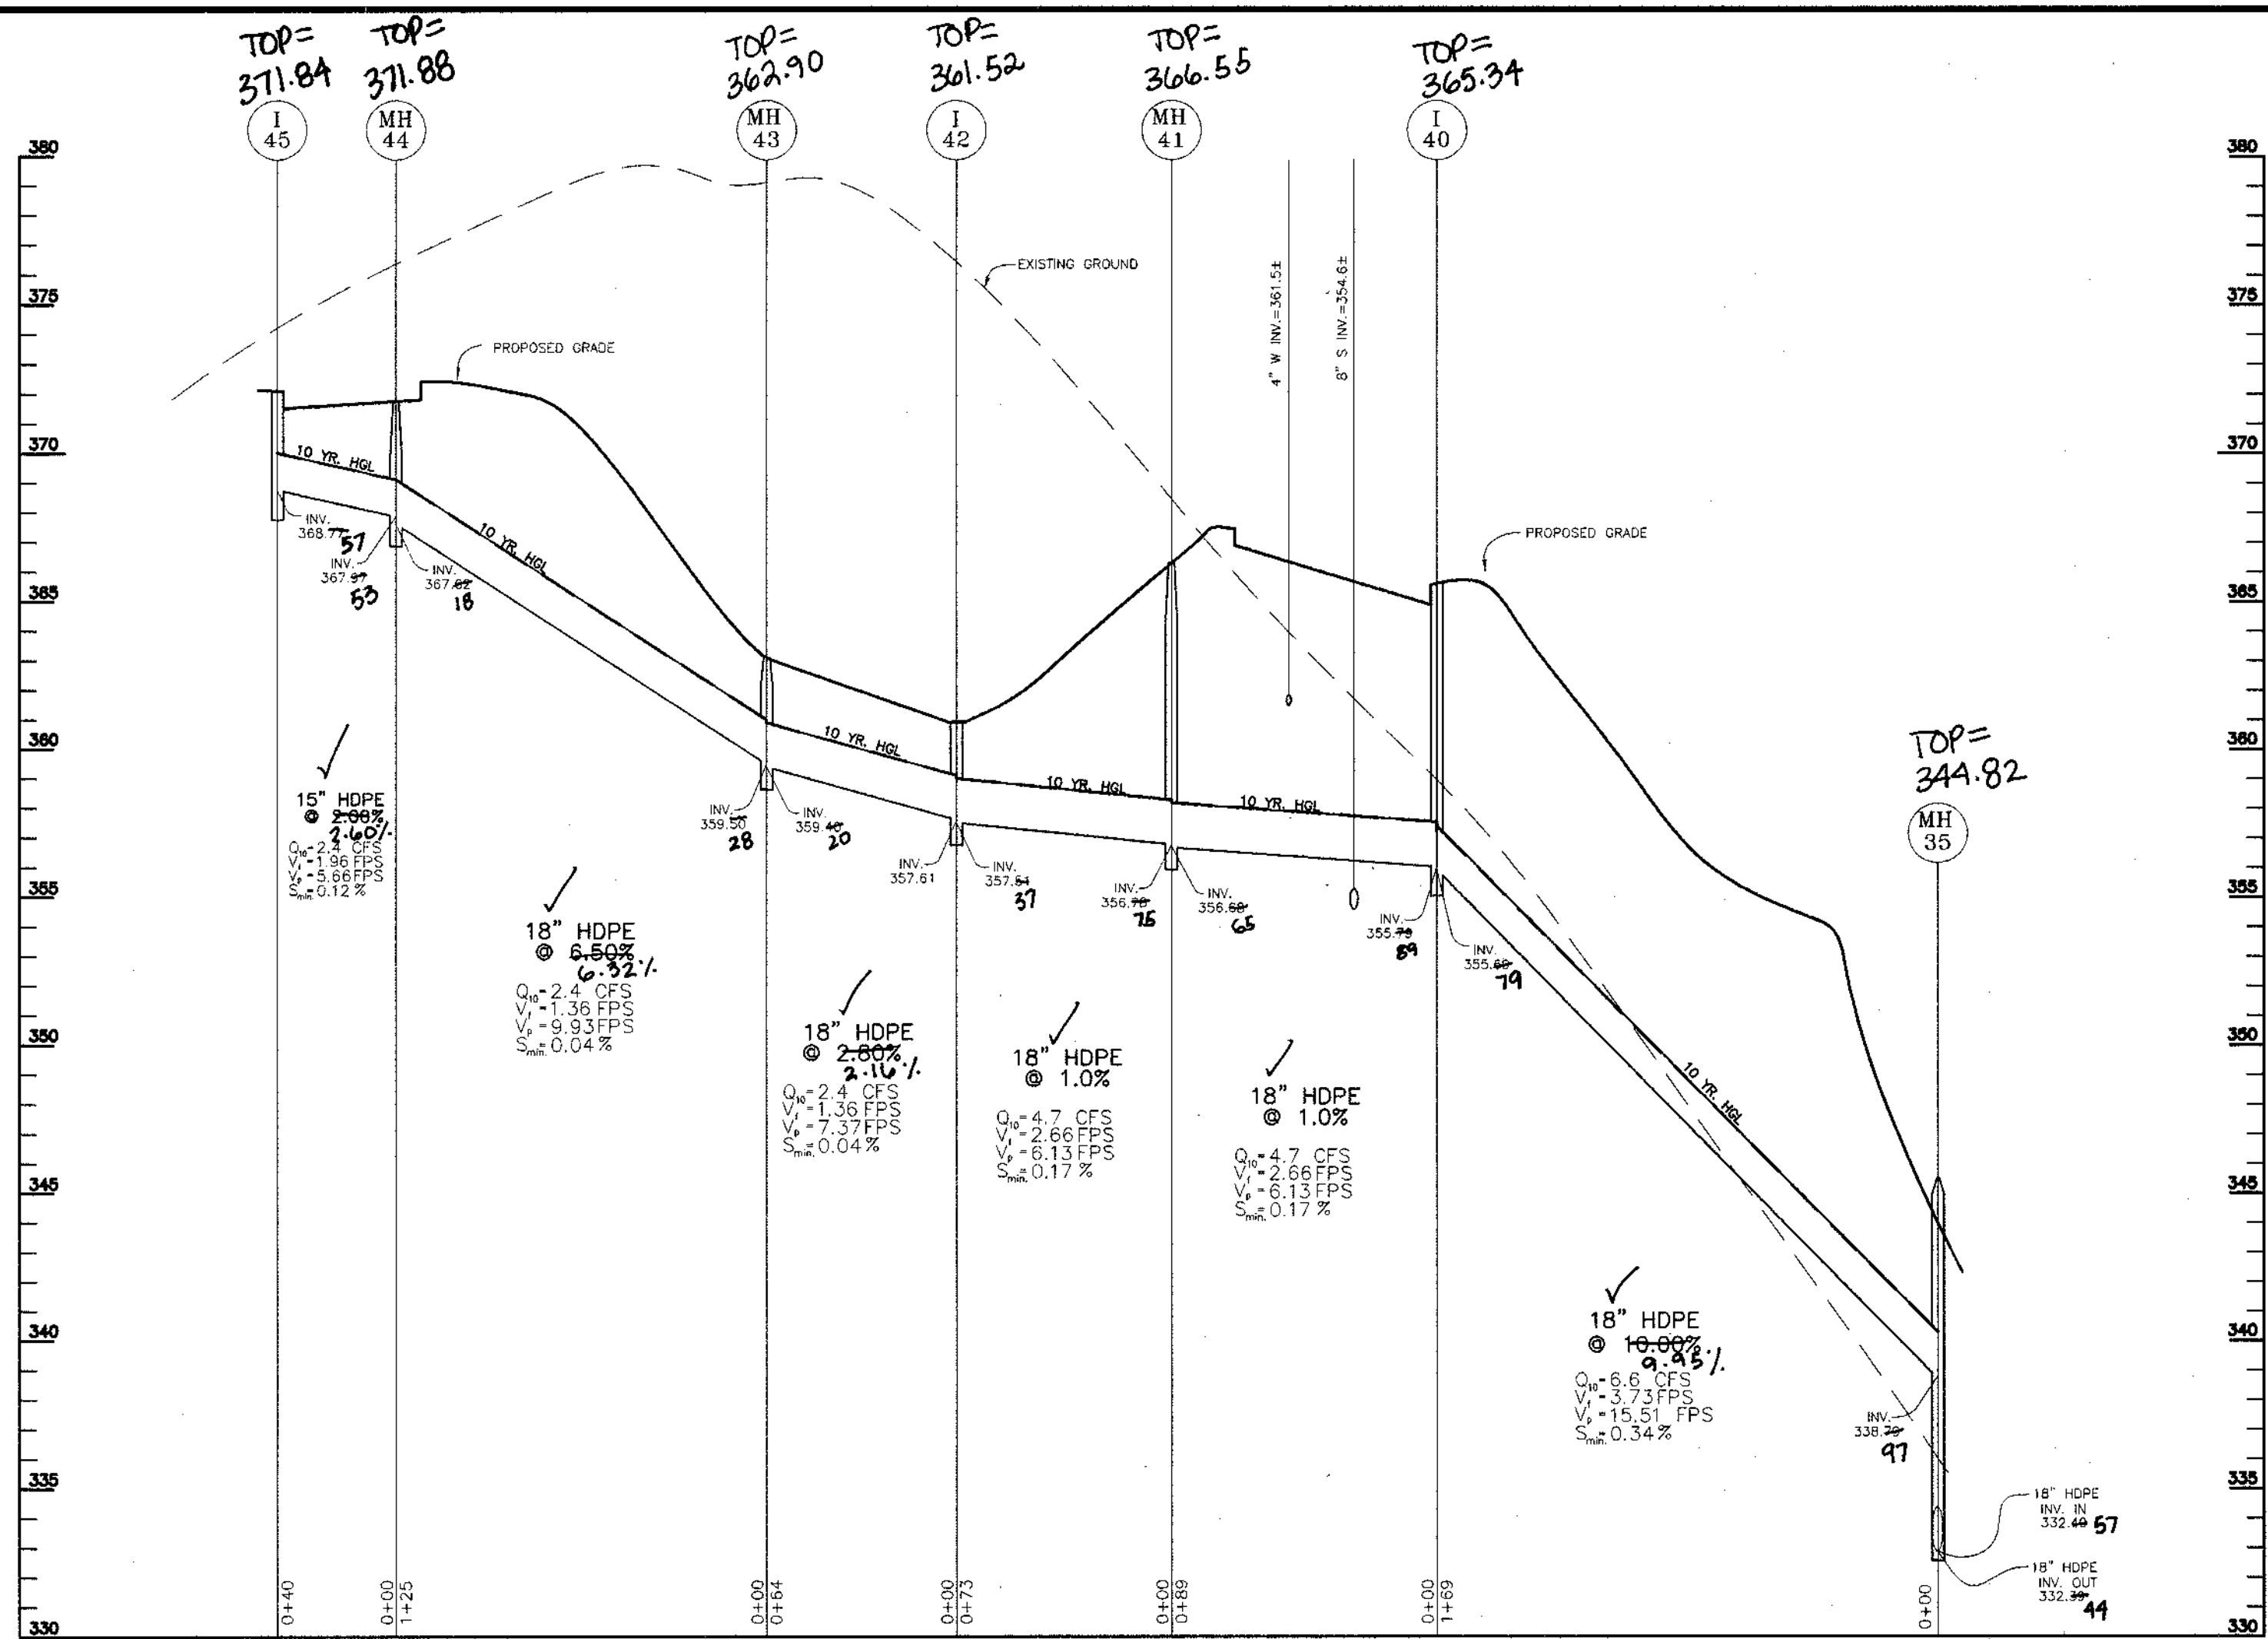 TOP=
371.84
TOP=
371.88
TOP=
362.90
TOP=
361.52
TOP=
366.55
TOP=
365.34
I
45
MH
44
MH
43
I
42
MH
41
I
40
380
375
370
365
360
355
350
345
340
335
330
380
375
370
365
360
355
350
345
340
335
330
EXISTING GROUND
PROPOSED GRADE
4" W INV.=361.5±
8" S INV.=354.6±
PROPOSED GRADE
10 YR. HGL
10 YR. HGL
10 YR. HGL
10 YR. HGL
10 YR. HGL
10 YR. HGL
INV.
368.77 57
INV.
367.97
53
INV.
367.62
18
INV.
359.50
28
INV.
359.40
20
INV.
357.61
INV.
357.51
37
INV.
356.78
75
INV.
356.68
65
INV.
355.79
89
INV.
355.69
79
TOP=
344.82
MH
35
INV.
338.79
97
18" HDPE
INV. IN
332.49 57
18" HDPE
INV. OUT
332.39
44
15" HDPE
@ 2.00%
2.60%
Q10=2.4 CFS
Vf=1.96 FPS
Vp=5.66 FPS
Smin.=0.12 %
18" HDPE
@ 6.50%
6.32%
Q10=2.4 CFS
Vf=1.36 FPS
Vp=9.93 FPS
Smin.=0.04 %
18" HDPE
@ 2.80%
2.16%
Q10=2.4 CFS
Vf=1.36 FPS
Vp=7.37 FPS
Smin.=0.04 %
18" HDPE
@ 1.0%
Q10=4.7 CFS
Vf=2.66 FPS
Vp=6.13 FPS
Smin.=0.17 %
18" HDPE
@ 1.0%
Q10=4.7 CFS
Vf=2.66 FPS
Vp=6.13 FPS
Smin.=0.17 %
18" HDPE
@ 10.00%
9.95%
Q10=6.6 CFS
Vf=3.73 FPS
Vp=15.51 FPS
Smin.=0.34 %
0+40
0+00
1+25
0+00
0+64
0+00
0+73
0+00
0+89
0+00
1+69
0+00